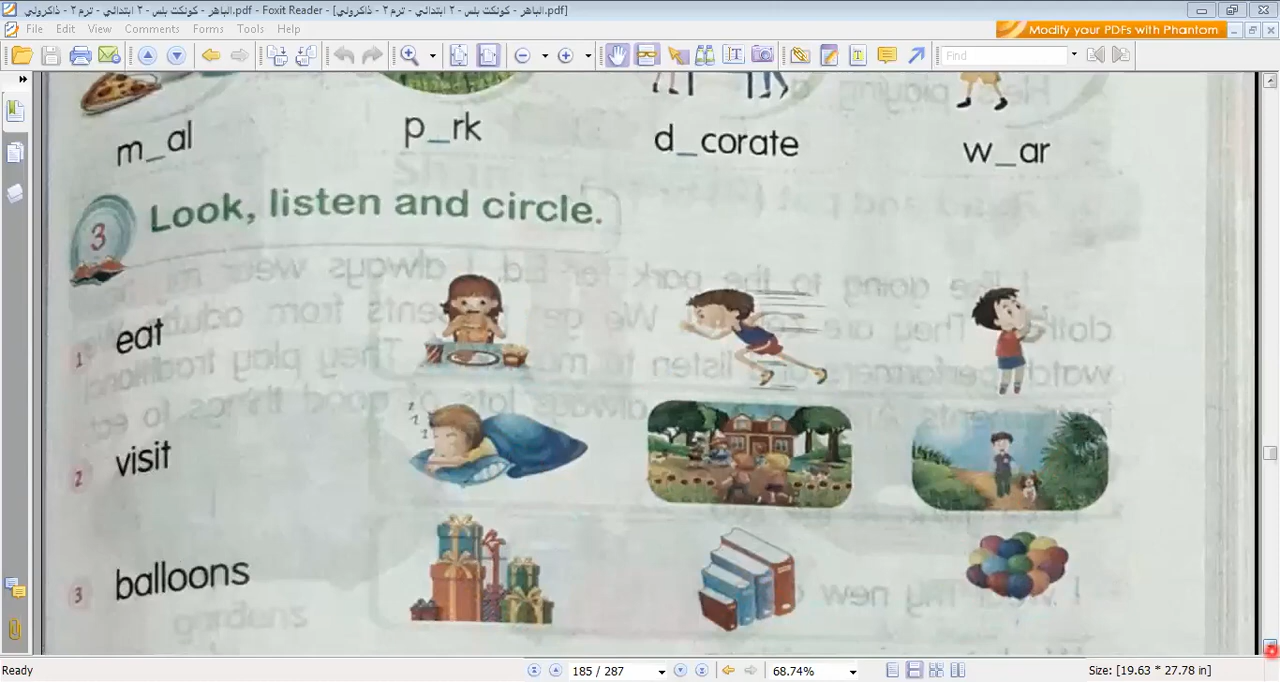 الباهر - كونكت بلس - ٢ ابتدائي - ترم ٢ - ذاكرولي.pdf - Foxit Reader - [الباهر - كونكت بلس - ٢ ابتدائي - ترم ٢ - ذاكرولي.pdf]
File Edit View Comments Forms Tools Help
Modify your PDFs with Phantom
Find
m_al p_rk d_corate w_ar
3 Look, listen and circle.
1 eat
2 visit
3 balloons
Ready 185 / 287 68.74% Size: [19.63 * 27.78 in]